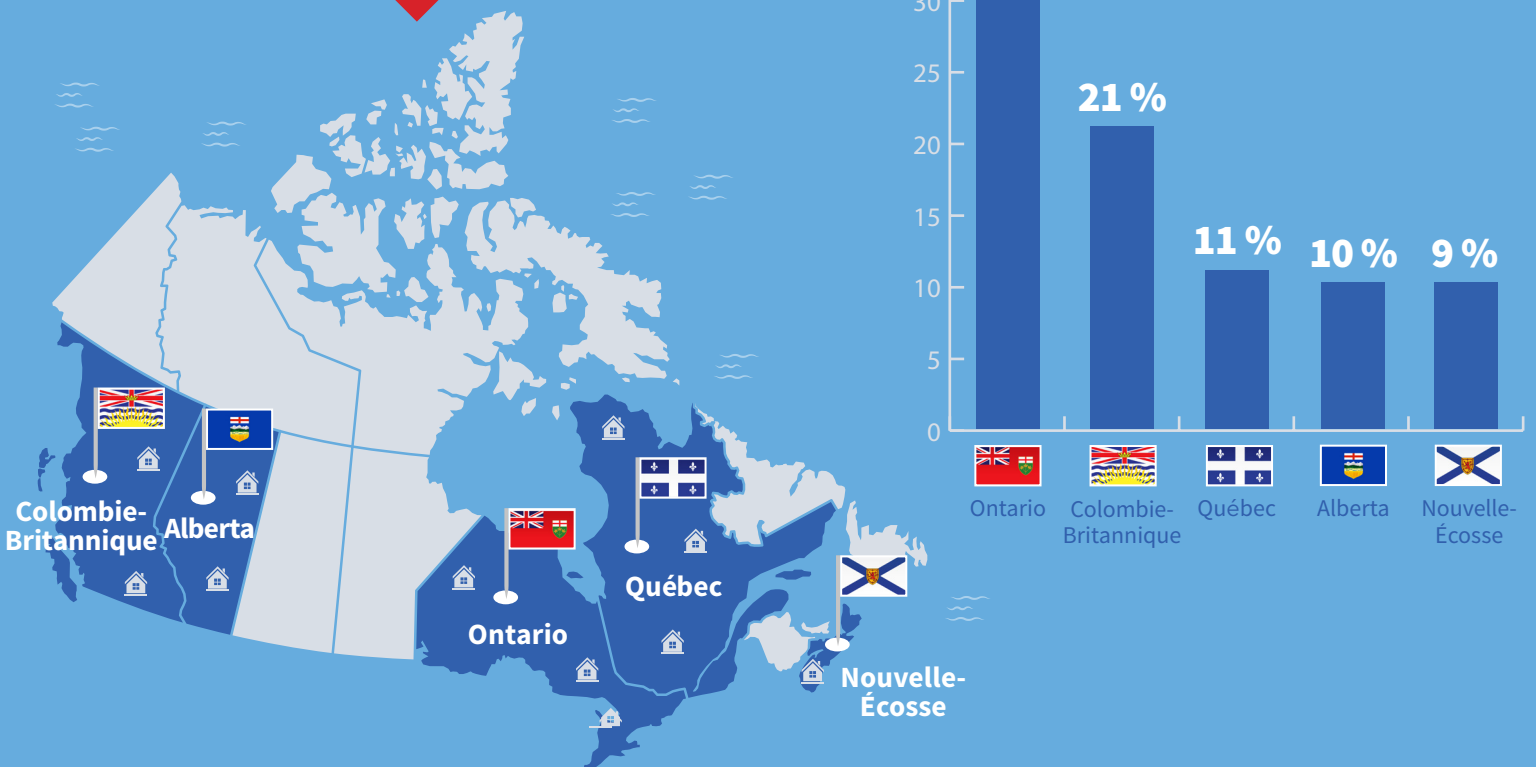 30
25
20
15
10
5
0
21 %
11 %
10 %
9 %
Ontario
Colombie-
Britannique
Québec
Alberta
Nouvelle-
Écosse
Colombie-
Britannique
Alberta
Ontario
Québec
Nouvelle-
Écosse